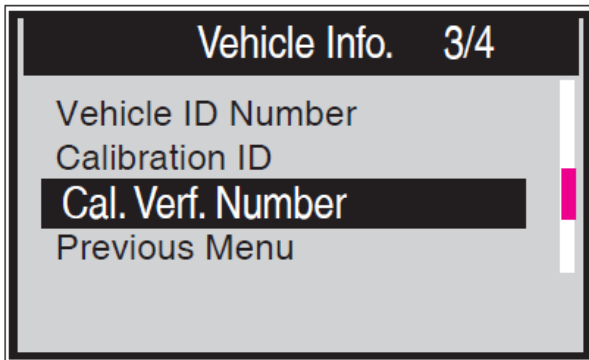 Vehicle Info. 3/4
Vehicle ID Number
Calibration ID
Cal. Verf. Number
Previous Menu